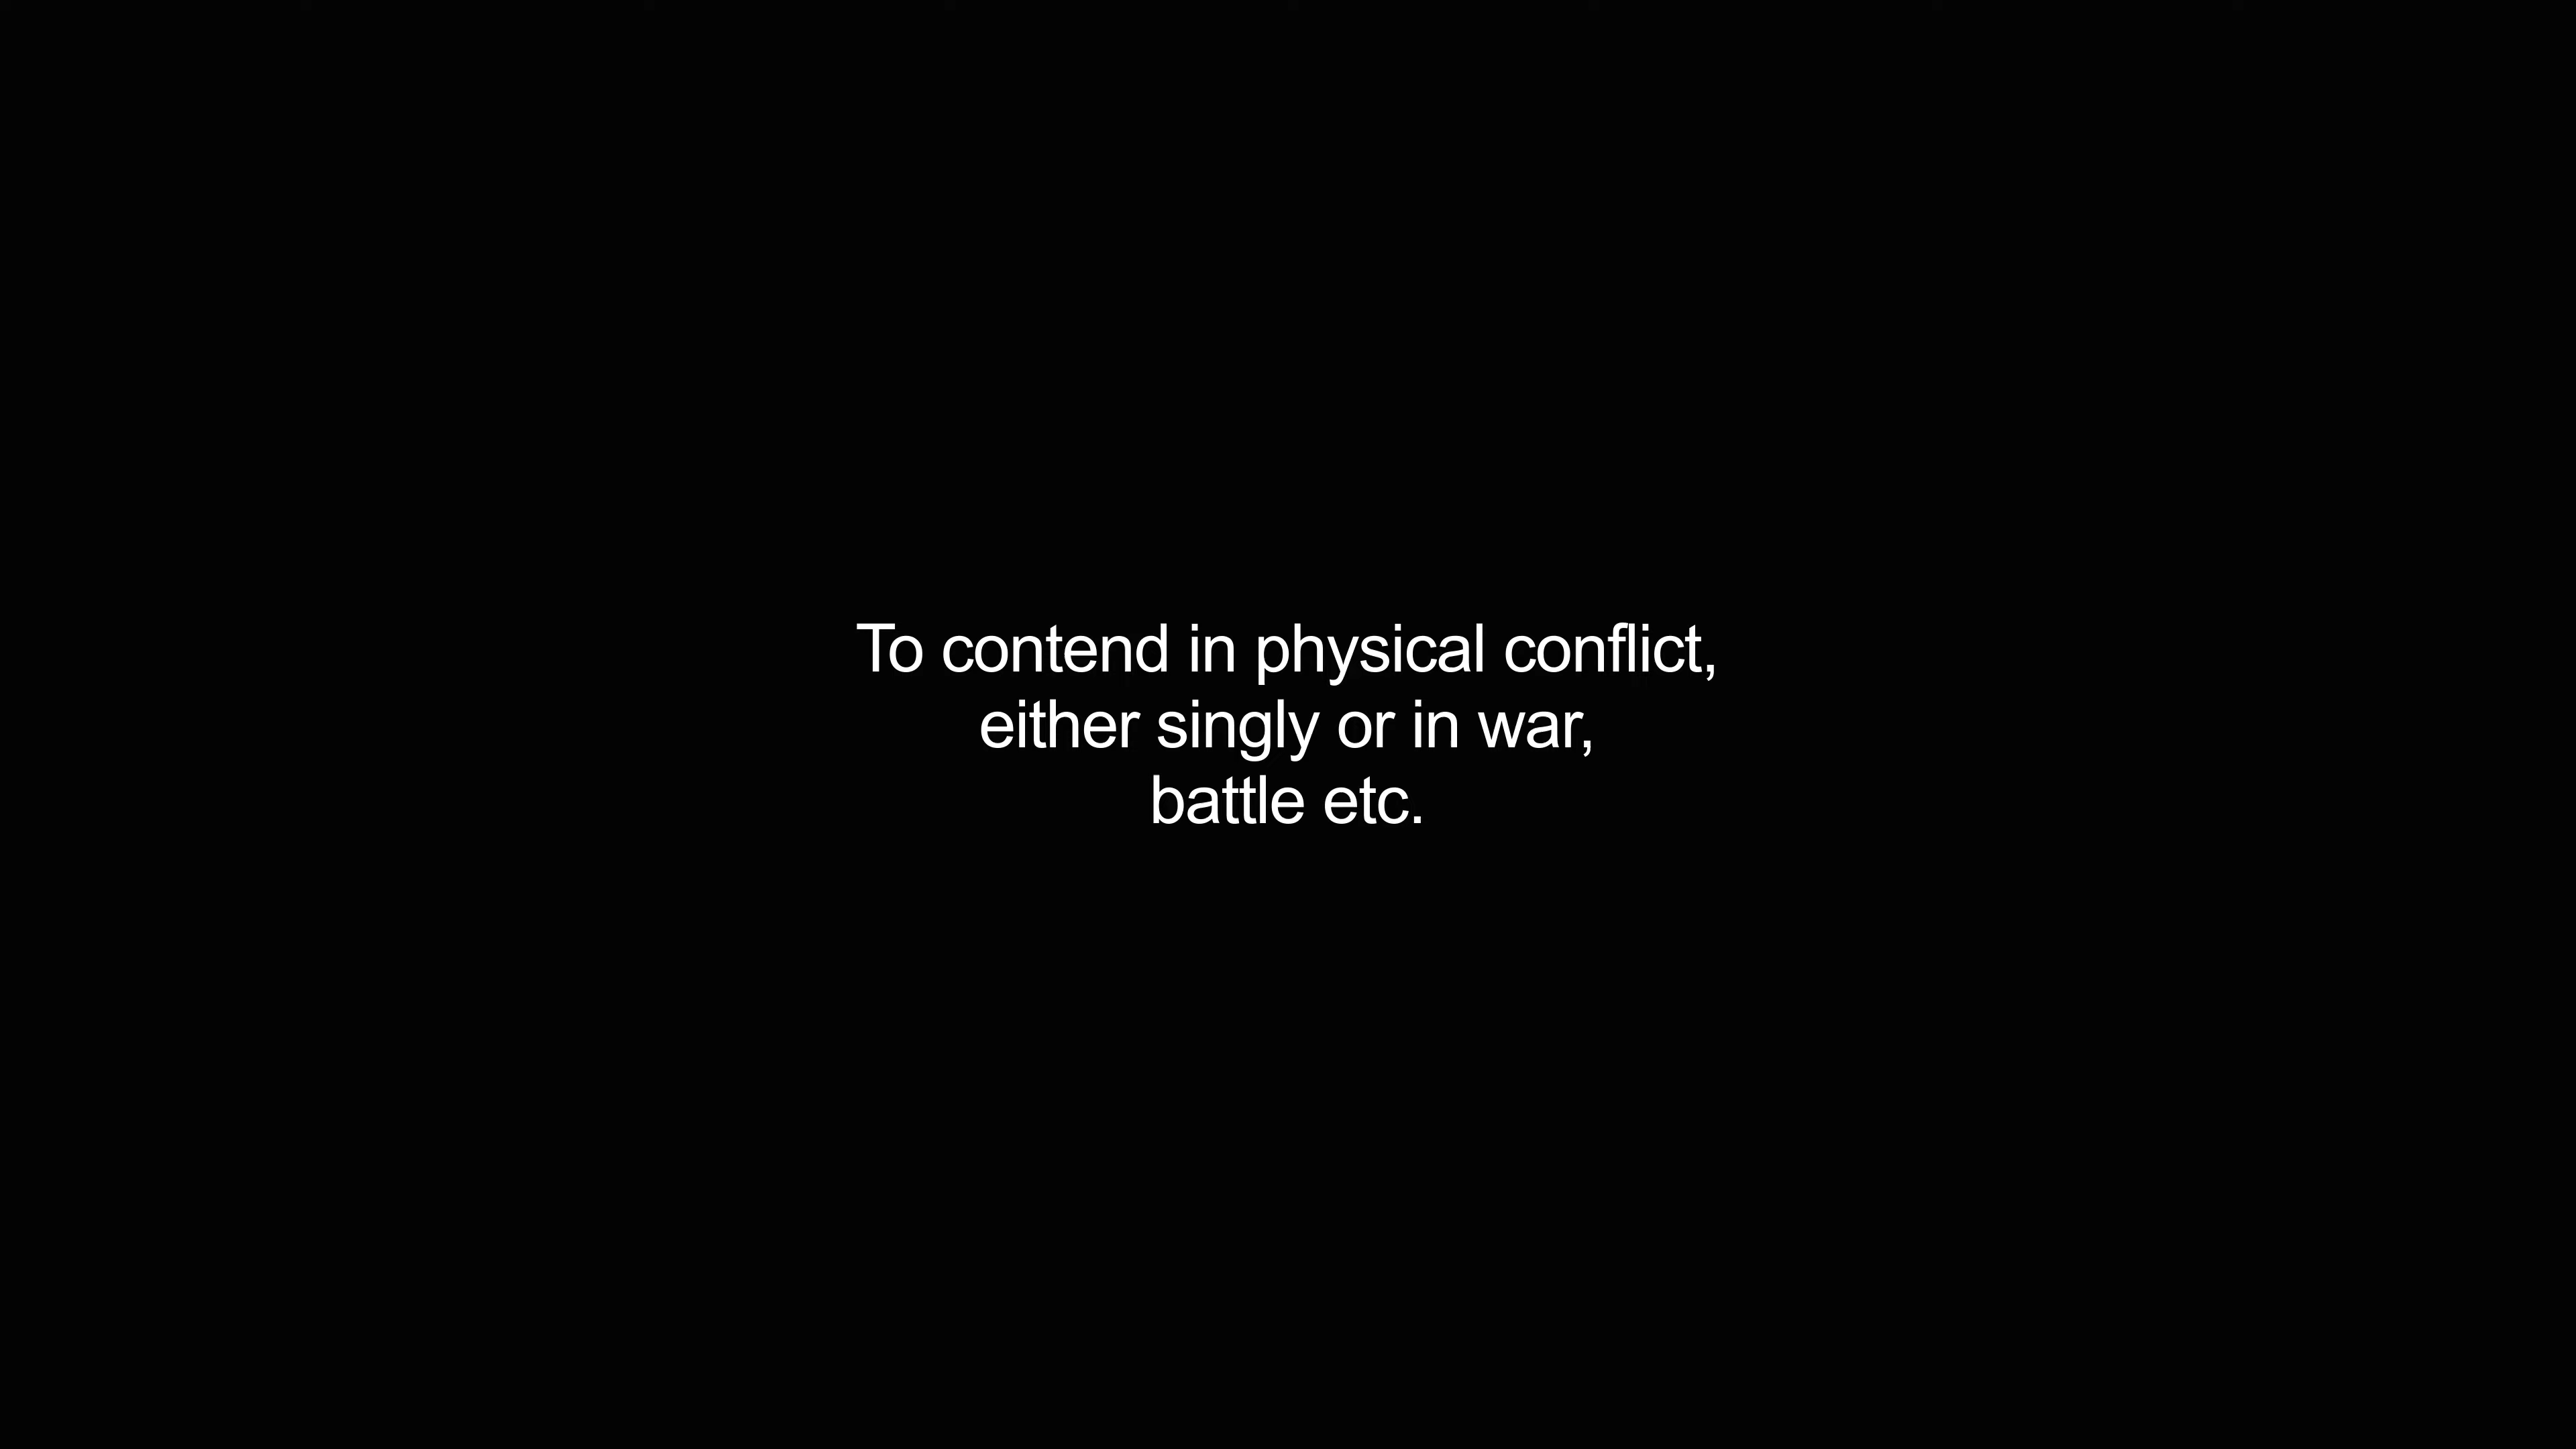 To contend in physical conflict,
either singly or in war,
battle etc.